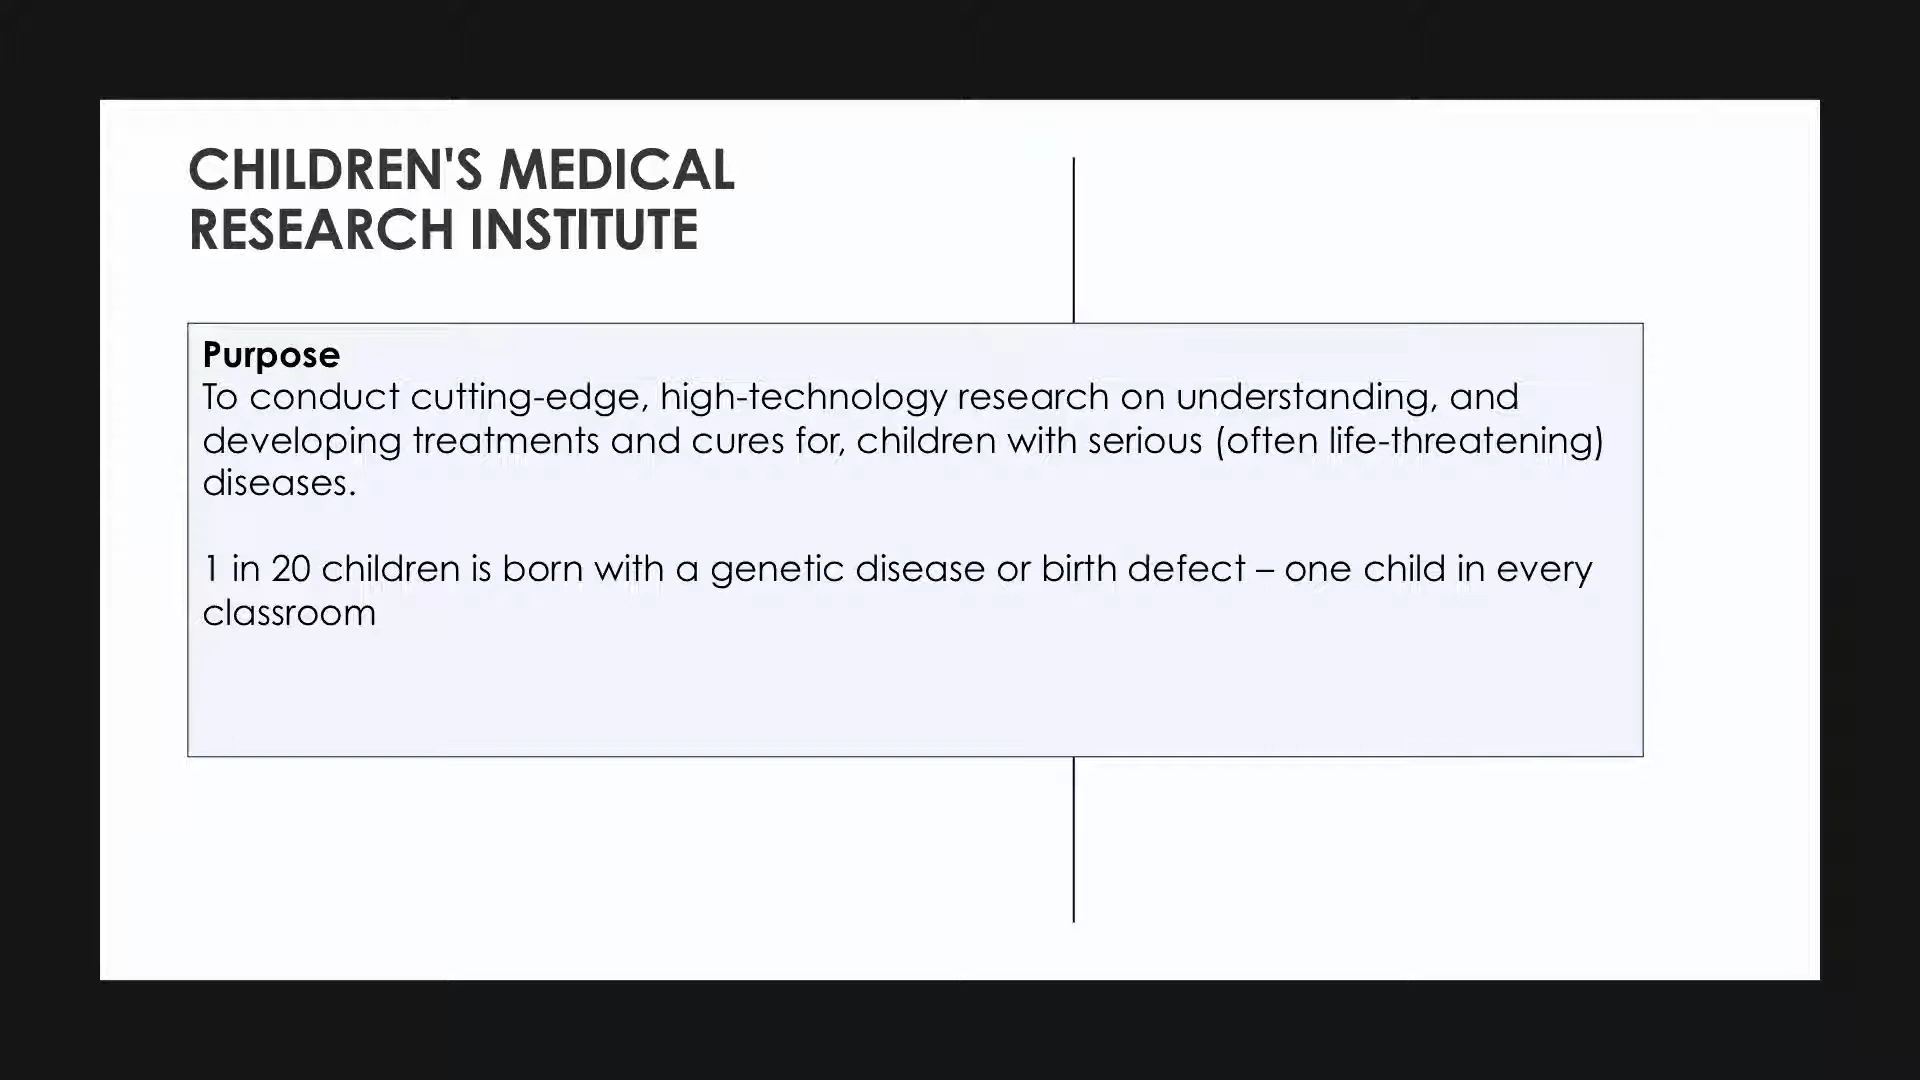 CHILDREN'S MEDICAL
RESEARCH INSTITUTE
Purpose
To conduct cutting-edge, high-technology research on understanding, and
developing treatments and cures for, children with serious (often life-threatening)
diseases.
1 in 20 children is born with a genetic disease or birth defect – one child in every
classroom